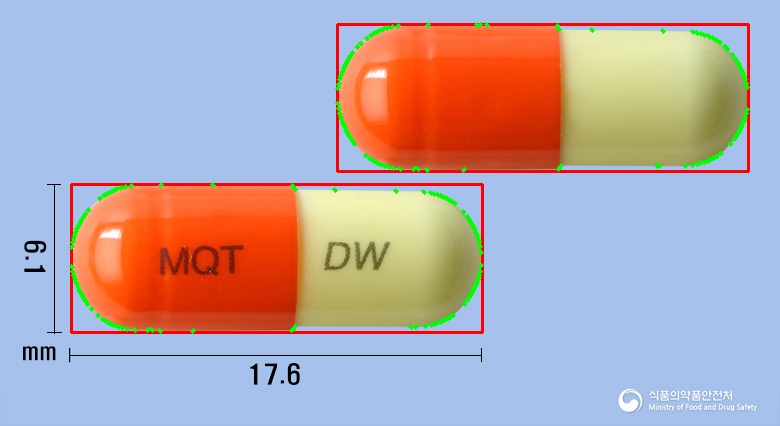 MQT DW
6.1
mm
17.6
식품의약품안전처
Ministry of Food and Drug Safety